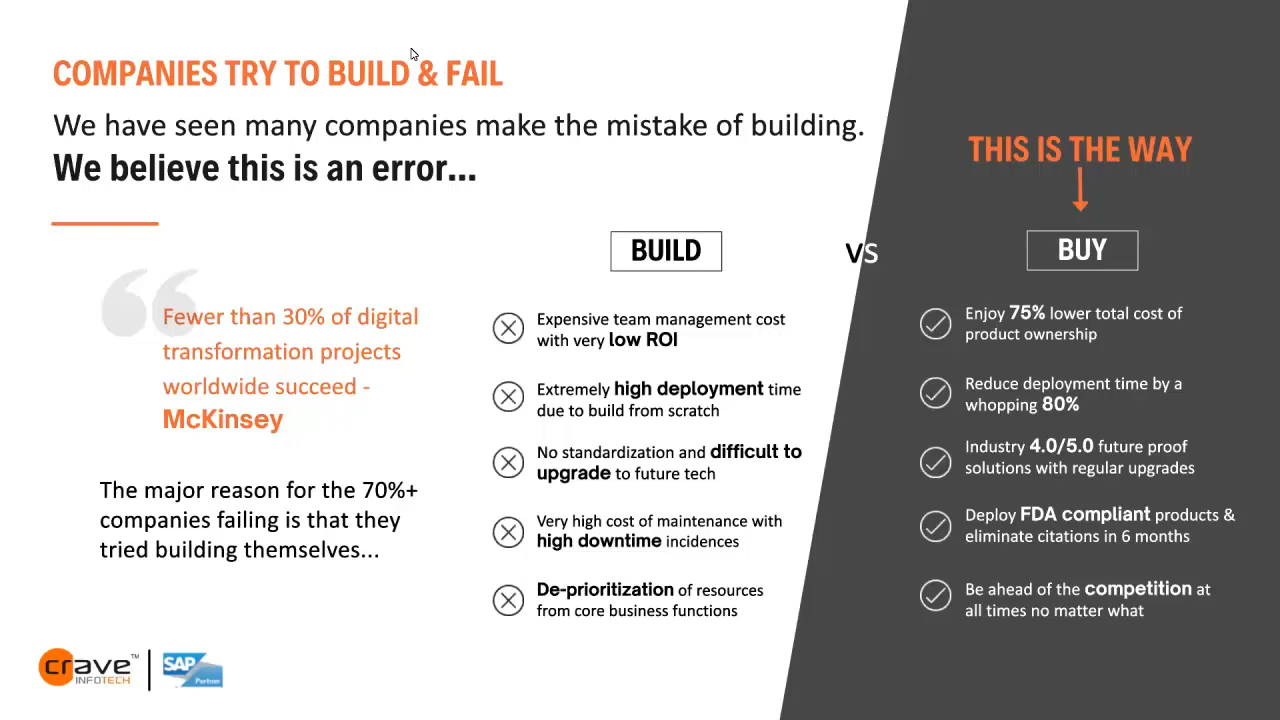 COMPANIES TRY TO BUILD & FAIL
We have seen many companies make the mistake of building.
We believe this is an error...
Fewer than 30% of digital
transformation projects
worldwide succeed -
McKinsey
The major reason for the 70%+
companies failing is that they
tried building themselves...
BUILD
Expensive team management cost
with very low ROI
Extremely high deployment time
due to build from scratch
No standardization and difficult to
upgrade to future tech
Very high cost of maintenance with
high downtime incidences
De-prioritization of resources
from core business functions
VS
THIS IS THE WAY
BUY
Enjoy 75% lower total cost of
product ownership
Reduce deployment time by a
whopping 80%
Industry 4.0/5.0 future proof
solutions with regular upgrades
Deploy FDA compliant products &
eliminate citations in 6 months
Be ahead of the competition at
all times no matter what
crave™
INFOTECH
SAP
Partner